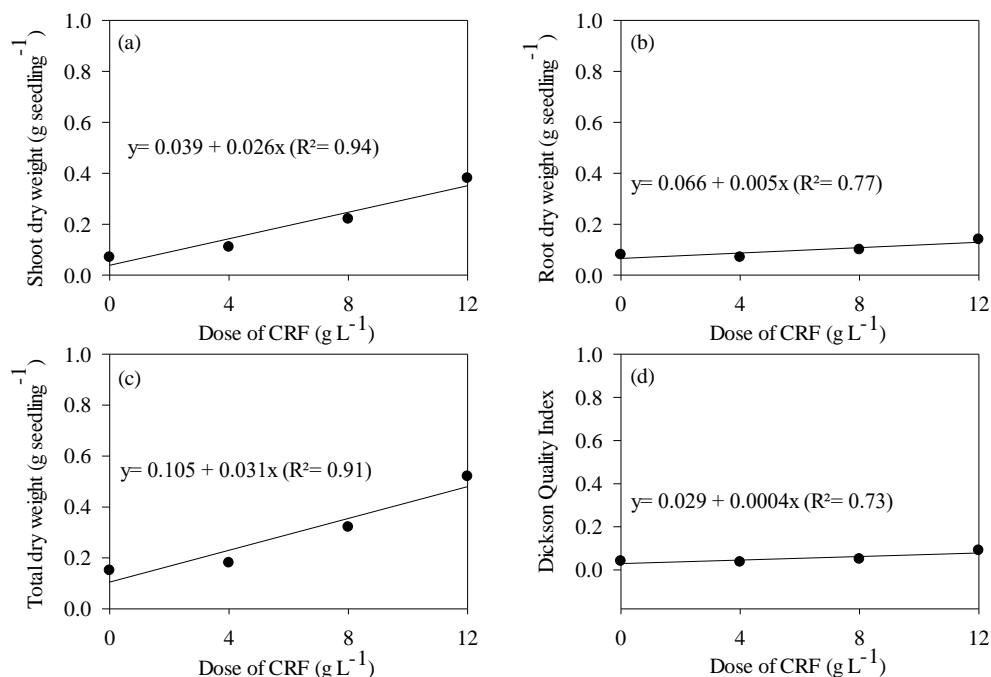 (a)
Shoot dry weight (g seedling⁻¹)
1.0
0.8
0.6
0.4
0.2
0.0
y= 0.039 + 0.026x (R²= 0.94)
0 4 8 12
Dose of CRF (g L⁻¹)
(b)
Root dry weight (g seedling⁻¹)
1.0
0.8
0.6
0.4
0.2
0.0
y= 0.066 + 0.005x (R²= 0.77)
0 4 8 12
Dose of CRF (g L⁻¹)
(c)
Total dry weight (g seedling⁻¹)
1.0
0.8
0.6
0.4
0.2
0.0
y= 0.105 + 0.031x (R²= 0.91)
0 4 8 12
Dose of CRF (g L⁻¹)
(d)
Dickson Quality Index
1.0
0.8
0.6
0.4
0.2
0.0
y= 0.029 + 0.0004x (R²= 0.73)
0 4 8 12
Dose of CRF (g L⁻¹)